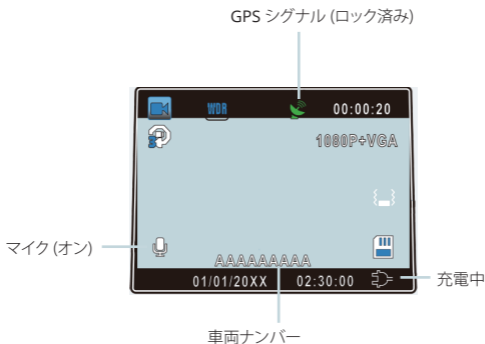 GPS シグナル (ロック済み)
WDR 00:00:20
3
1080P+VGA
マイク (オン)
AAAAAAAAA
01/01/20XX 02:30:00
充電中
車両ナンバー